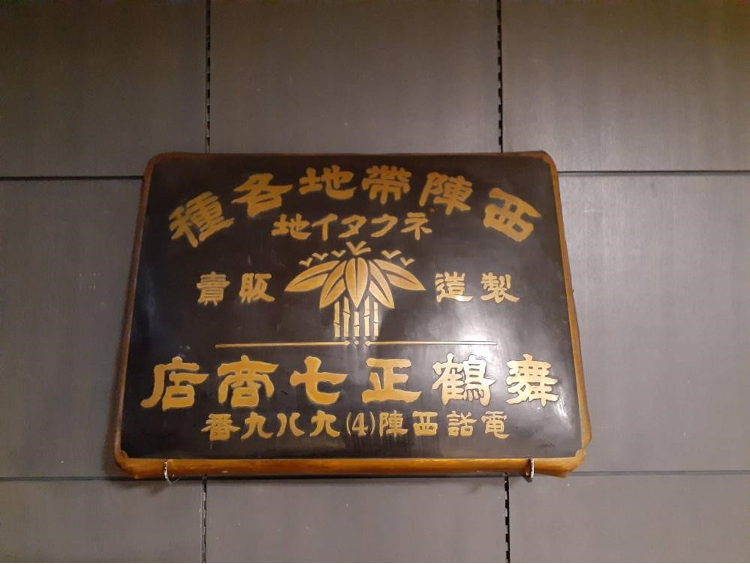 西陣帶地各種
ネクタイ地
製造
販賣
舞鶴正七商店
電話西陣(4)九八九番